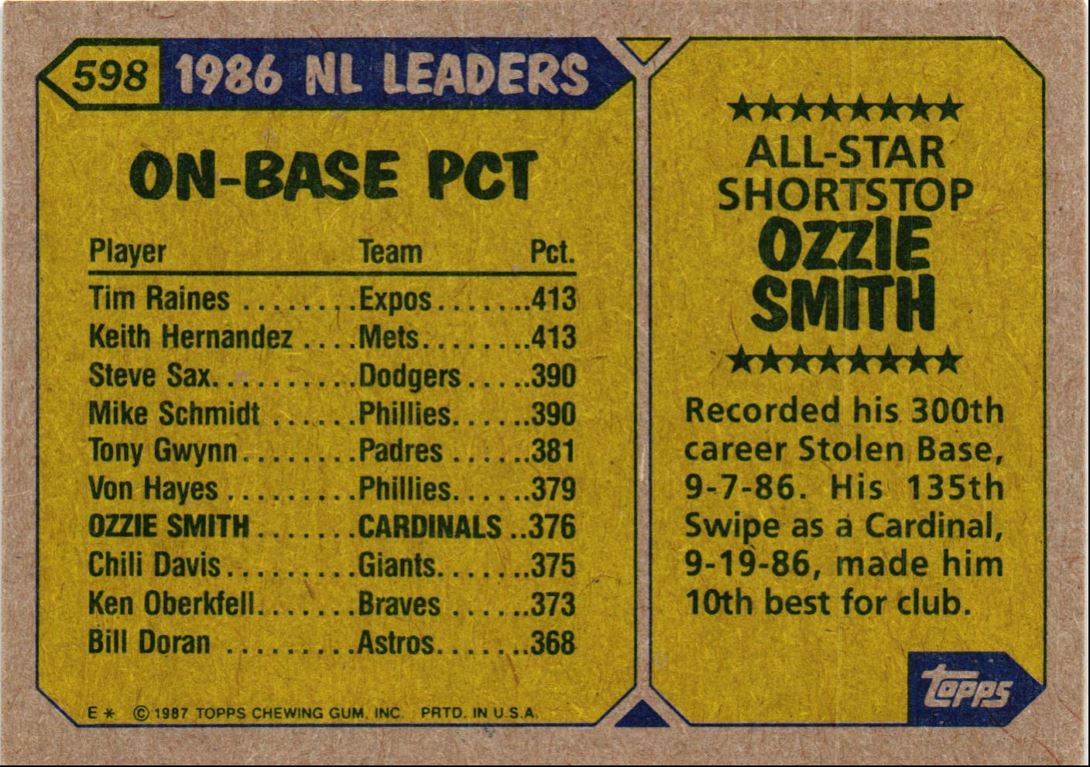 598 1986 NL LEADERS
ON-BASE PCT
Player Team Pct.
Tim Raines ........Expos........413
Keith Hernandez ....Mets........413
Steve Sax..........Dodgers.....390
Mike Schmidt ......Phillies......390
Tony Gwynn........Padres ......381
Von Hayes .........Phillies......379
OZZIE SMITH.......CARDINALS ..376
Chili Davis.........Giants.......375
Ken Oberkfell.......Braves ......373
Bill Doran .........Astros.......368
E * © 1987 TOPPS CHEWING GUM, INC. PRTD. IN U.S.A.
ALL-STAR
SHORTSTOP
OZZIE
SMITH
Recorded his 300th
career Stolen Base,
9-7-86. His 135th
Swipe as a Cardinal,
9-19-86, made him
10th best for club.
topps